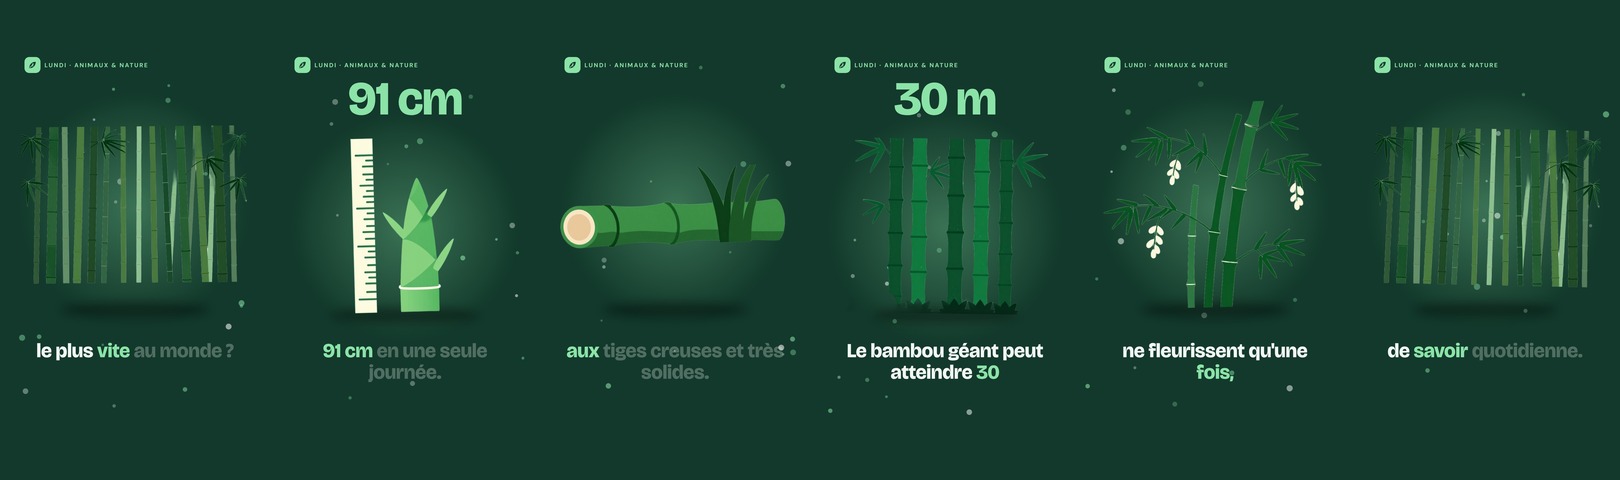 LUNDI · ANIMAUX & NATURE
le plus vite au monde ?
LUNDI · ANIMAUX & NATURE
91 cm
91 cm en une seule
journée.
LUNDI · ANIMAUX & NATURE
aux tiges creuses et très
solides.
LUNDI · ANIMAUX & NATURE
30 m
Le bambou géant peut
atteindre 30
LUNDI · ANIMAUX & NATURE
ne fleurissent qu'une
fois,
LUNDI · ANIMAUX & NATURE
de savoir quotidienne.